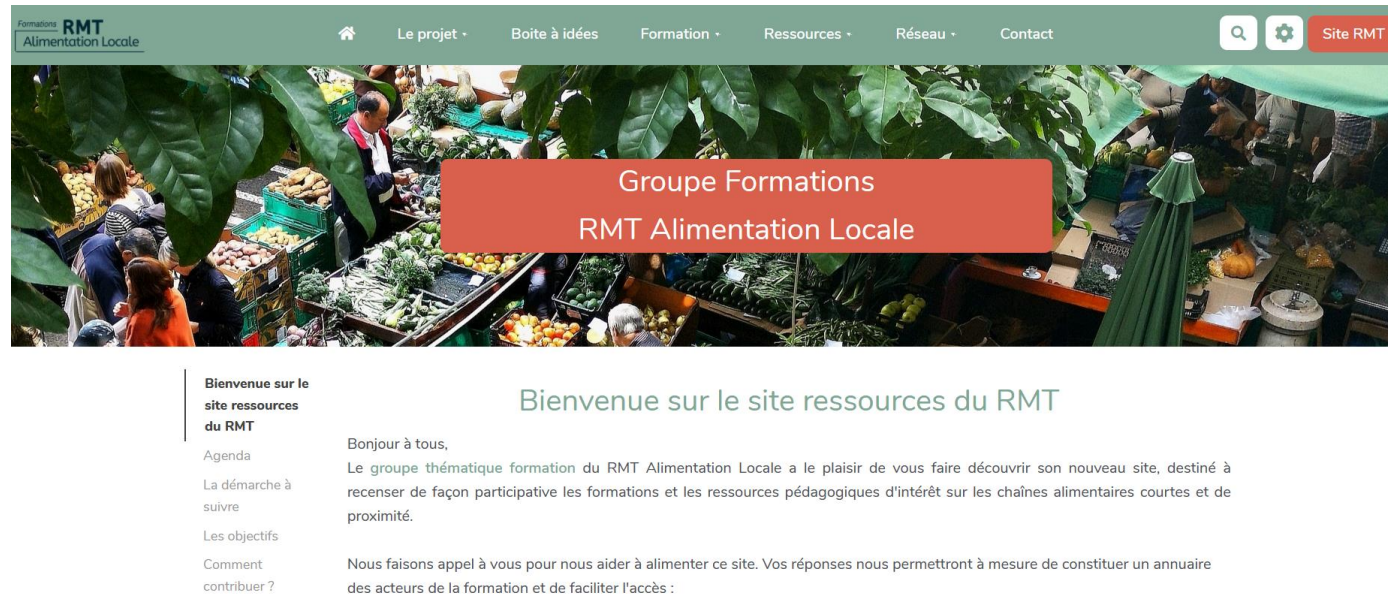 Formations RMT
Alimentation Locale
Le projet
Boite à idées
Formation
Ressources
Réseau
Contact
Site RMT
Groupe Formations
RMT Alimentation Locale
Bienvenue sur le
site ressources
du RMT
Agenda
La démarche à
suivre
Les objectifs
Comment
contribuer ?
Bienvenue sur le site ressources du RMT
Bonjour à tous,
Le groupe thématique formation du RMT Alimentation Locale a le plaisir de vous faire découvrir son nouveau site, destiné à
recenser de façon participative les formations et les ressources pédagogiques d'intérêt sur les chaînes alimentaires courtes et de
proximité.
Nous faisons appel à vous pour nous aider à alimenter ce site. Vos réponses nous permettront à mesure de constituer un annuaire
des acteurs de la formation et de faciliter l'accès :